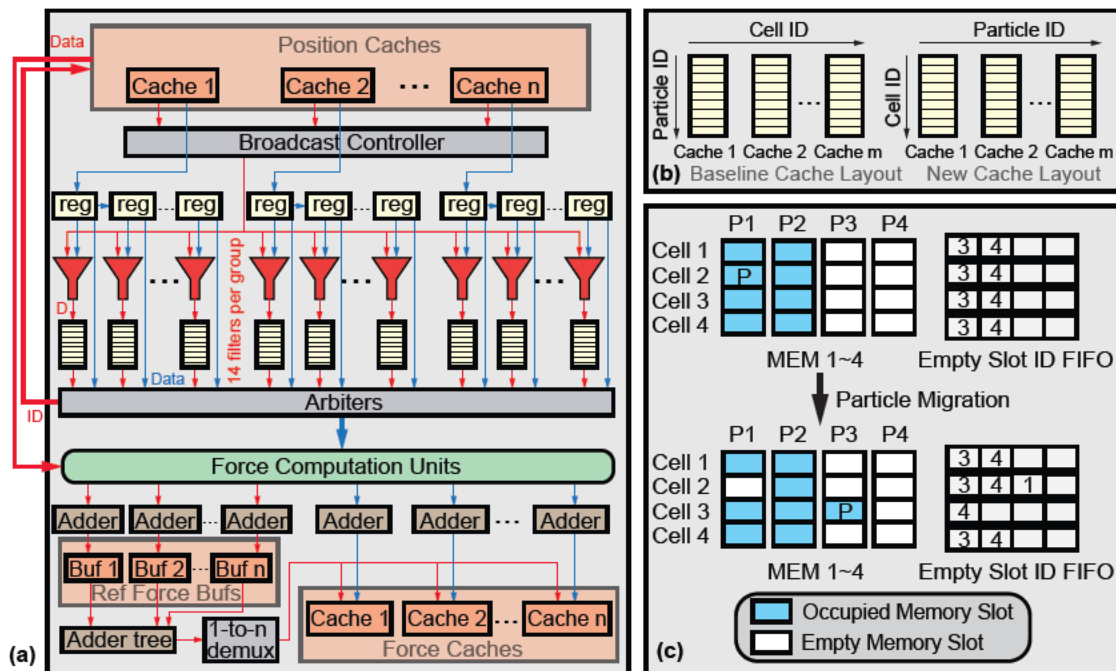 Data
Position Caches
Cache 1
Cache 2
...
Cache n
Broadcast Controller
reg reg ... reg reg reg ... reg reg reg ... reg
... ... ...
14 filters per group
D
Data
ID
Arbiters
Force Computation Units
Adder Adder ... Adder Adder Adder ... Adder
Buf 1 Buf 2 ... Buf n
Ref Force Bufs
Adder tree
1-to-n
demux
Cache 1 Cache 2 ... Cache n
Force Caches
(a)
Cell ID
Particle ID
Particle ID
Cell ID
... ...
Cache 1 Cache 2 Cache m
Cache 1 Cache 2 Cache m
Baseline Cache Layout
New Cache Layout
(b)
P1 P2 P3 P4
Cell 1 3 4
Cell 2 P 3 4
Cell 3 3 4
Cell 4 3 4
MEM 1~4 Empty Slot ID FIFO
Particle Migration
P1 P2 P3 P4
Cell 1 3 4
Cell 2 3 4 1
Cell 3 P 4
Cell 4 3 4
MEM 1~4 Empty Slot ID FIFO
Occupied Memory Slot
Empty Memory Slot
(c)